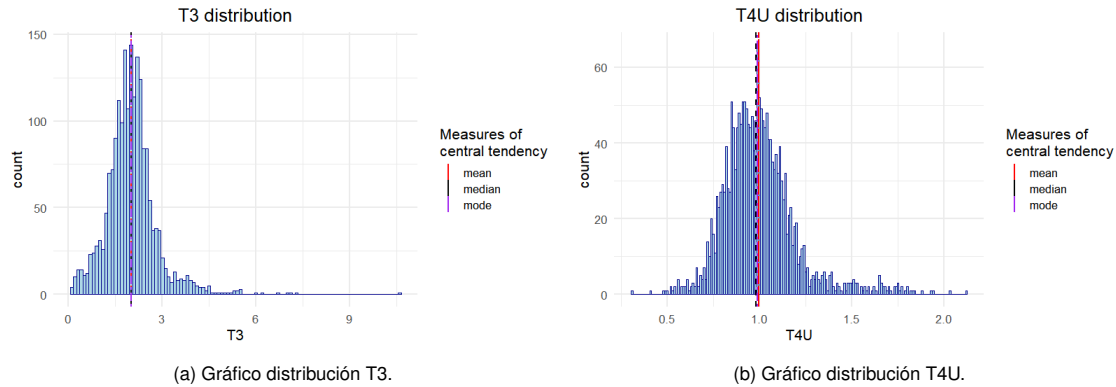 T3 distribution
150
100
50
0
count
0
3
6
9
T3
Measures of
central tendency
mean
median
mode
(a) Gráfico distribución T3.
T4U distribution
60
40
20
0
count
0.5
1.0
1.5
2.0
T4U
Measures of
central tendency
mean
median
mode
(b) Gráfico distribución T4U.